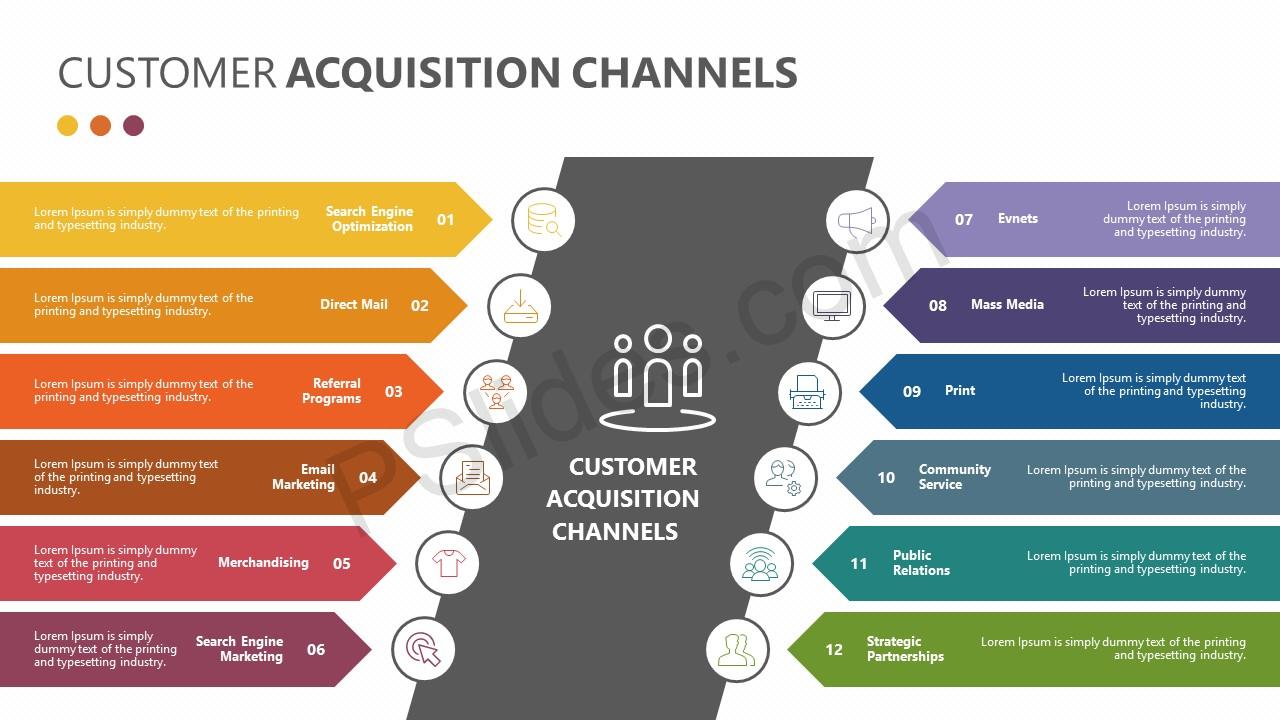 CUSTOMER ACQUISITION CHANNELS
Lorem Ipsum is simply dummy text of the printing
and typesetting industry.
Search Engine
Optimization
01
Lorem Ipsum is simply dummy text of the
printing and typesetting industry.
Direct Mail
02
Lorem Ipsum is simply dummy text of the
printing and typesetting industry.
Referral
Programs
03
Lorem Ipsum is simply dummy text
of the printing and typesetting
industry.
Email
Marketing
04
Lorem Ipsum is simply dummy
text of the printing and
typesetting industry.
Merchandising
05
Lorem Ipsum is simply
dummy text of the printing
and typesetting industry.
Search Engine
Marketing
06
CUSTOMER
ACQUISITION
CHANNELS
07
Evnets
Lorem Ipsum is simply
dummy text of the printing
and typesetting industry.
08
Mass Media
Lorem Ipsum is simply dummy
text of the printing and
typesetting industry.
09
Print
Lorem Ipsum is simply dummy text
of the printing and typesetting
industry.
10
Community
Service
Lorem Ipsum is simply dummy text of the
printing and typesetting industry.
11
Public
Relations
Lorem Ipsum is simply dummy text of the
printing and typesetting industry.
12
Strategic
Partnerships
Lorem Ipsum is simply dummy text of the printing
and typesetting industry.
PSlides.com